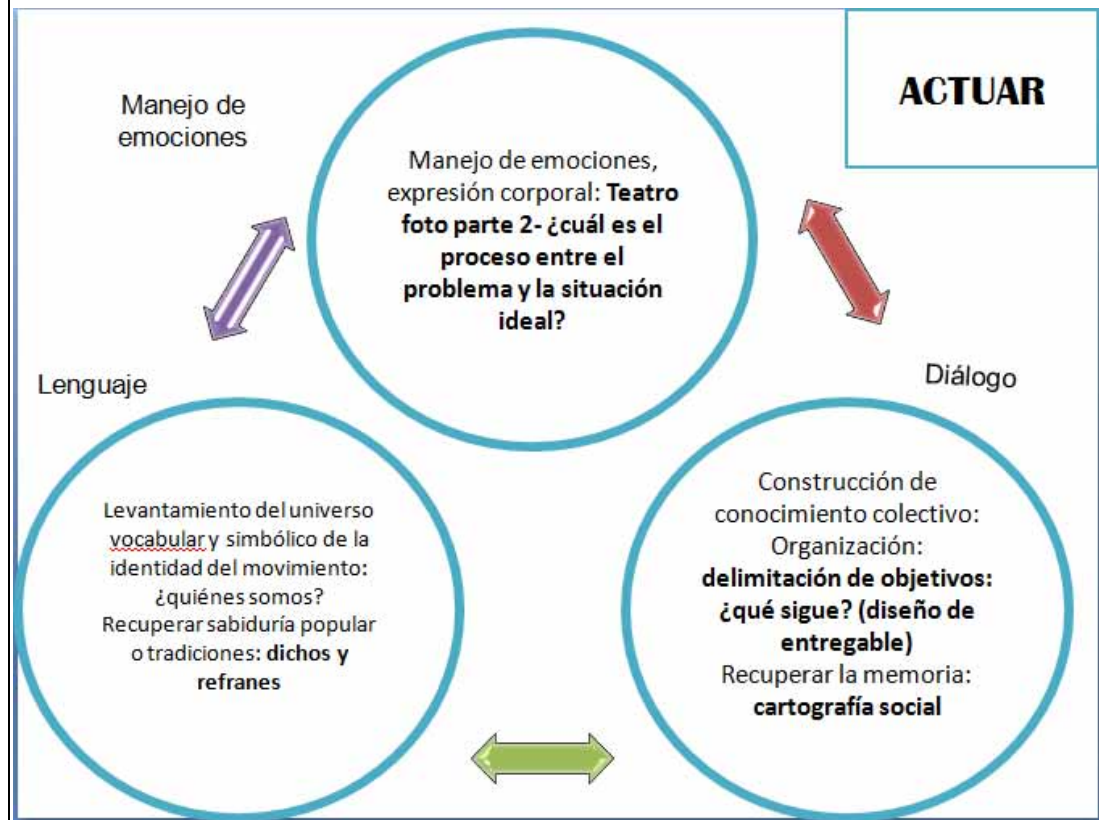 ACTUAR
Manejo de
emociones
Manejo de emociones,
expresión corporal: Teatro
foto parte 2- ¿cuál es el
proceso entre el
problema y la situación
ideal?
Lenguaje
Diálogo
Levantamiento del universo
vocabular y simbólico de la
identidad del movimiento:
¿quiénes somos?
Recuperar sabiduría popular
o tradiciones: dichos y
refranes
Construcción de
conocimiento colectivo:
Organización:
delimitación de objetivos:
¿qué sigue? (diseño de
entregable)
Recuperar la memoria:
cartografía social